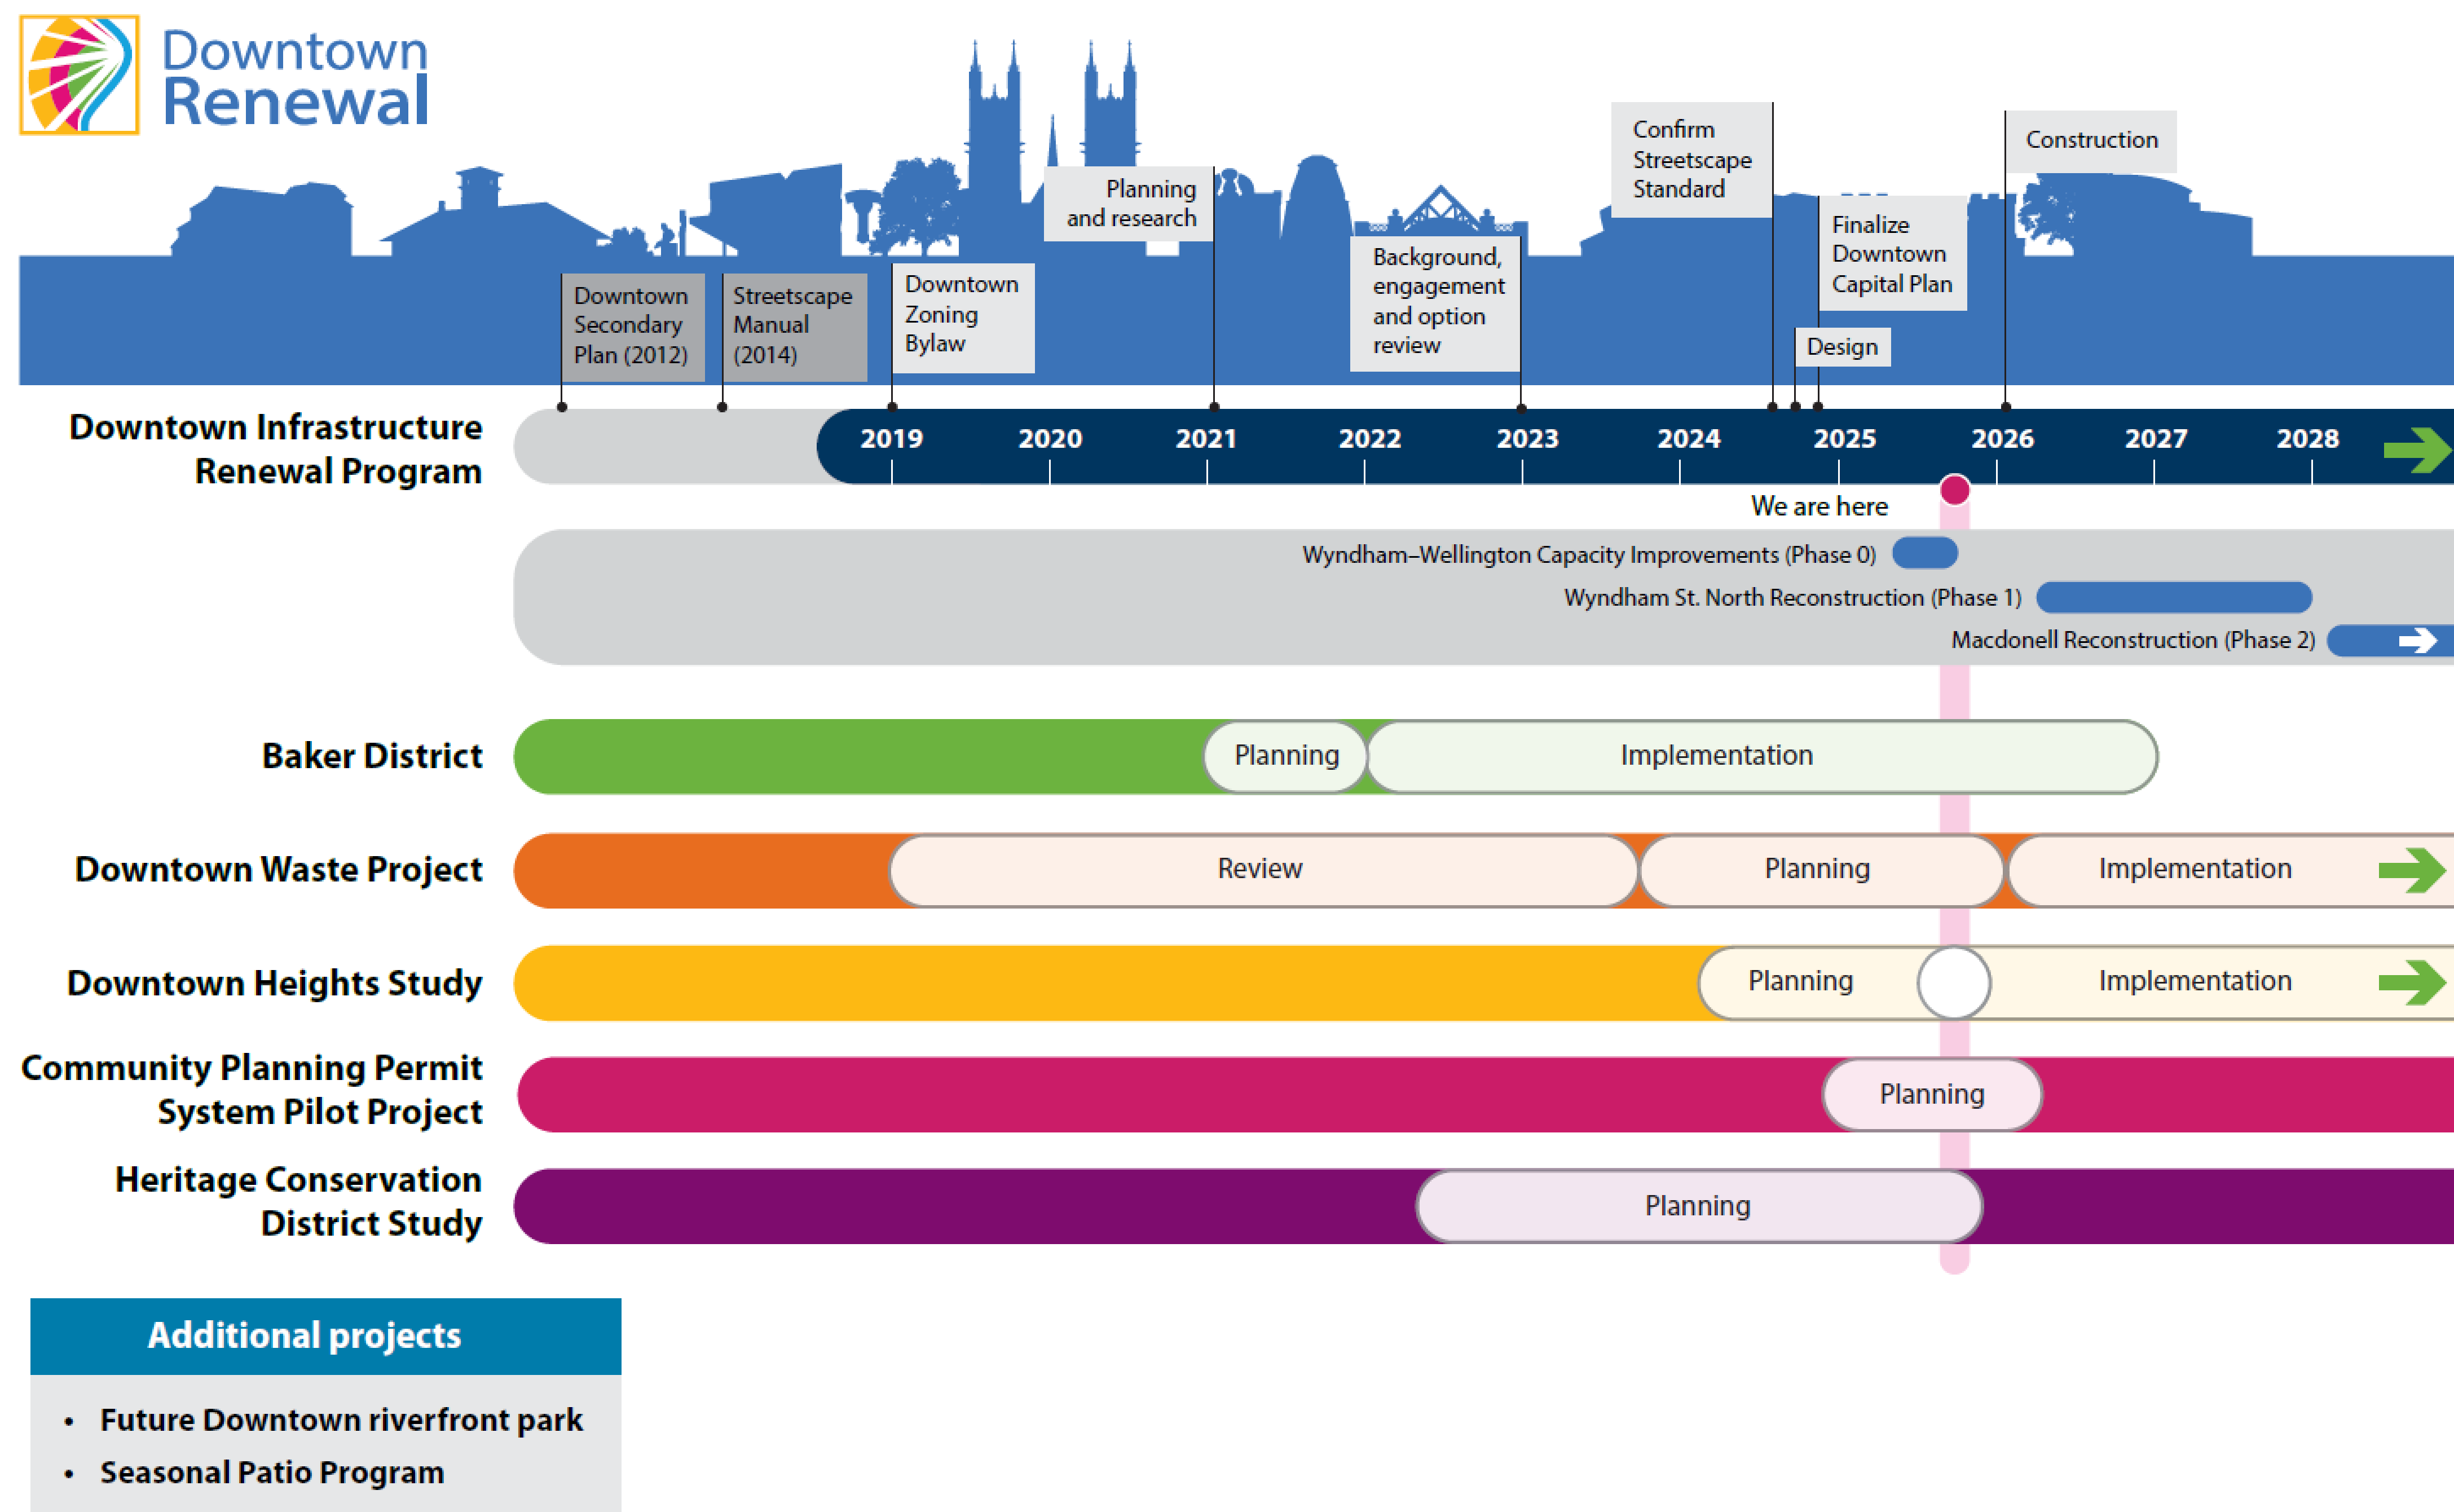 Downtown
Renewal
Confirm
Streetscape
Standard
Construction
Planning
and research
Finalize
Downtown
Capital Plan
Background,
engagement
and option
review
Downtown
Secondary
Plan (2012)
Streetscape
Manual
(2014)
Downtown
Zoning
Bylaw
Design
Downtown Infrastructure
Renewal Program
2019 2020 2021 2022 2023 2024 2025 2026 2027 2028
We are here
Wyndham–Wellington Capacity Improvements (Phase 0)
Wyndham St. North Reconstruction (Phase 1)
Macdonell Reconstruction (Phase 2)
Baker District
Planning
Implementation
Downtown Waste Project
Review
Planning
Implementation
Downtown Heights Study
Planning
Implementation
Community Planning Permit
System Pilot Project
Planning
Heritage Conservation
District Study
Planning
Additional projects
• Future Downtown riverfront park
• Seasonal Patio Program